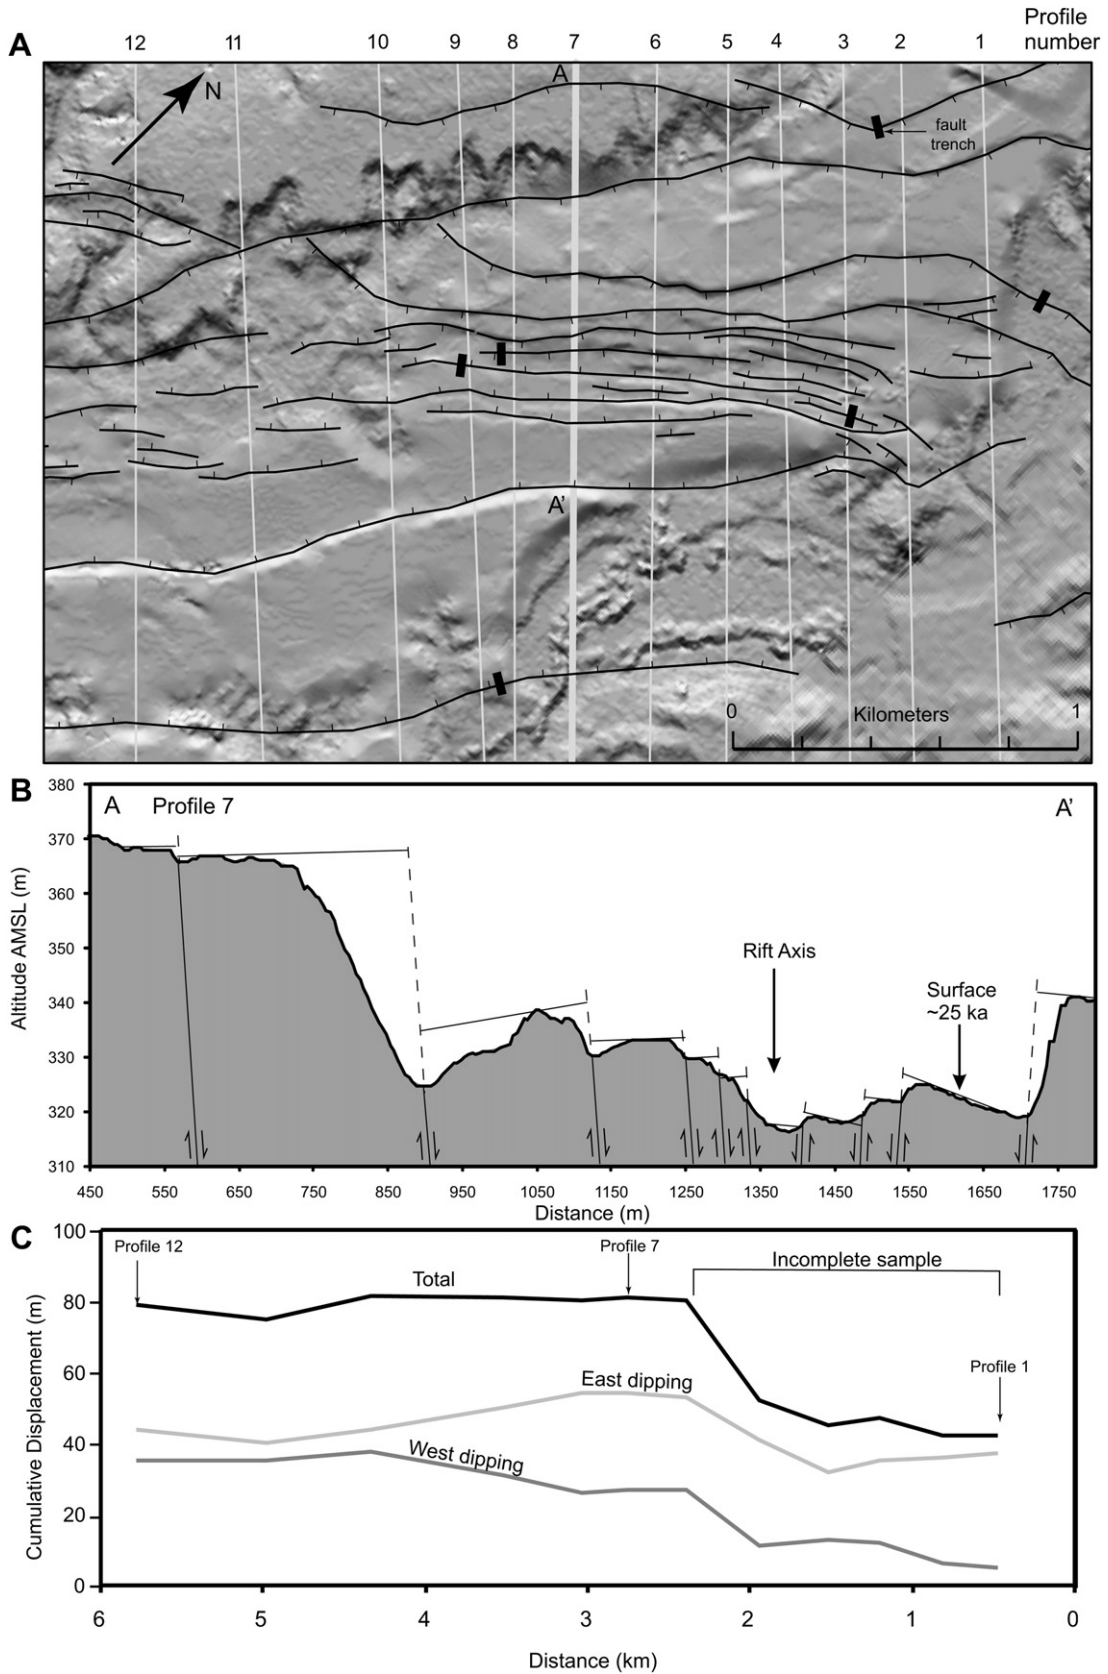 A
12 11 10 9 8 7 6 5 4 3 2 1
Profile
number
N
A
fault
trench
A'
0 1
Kilometers
B
A Profile 7 A'
380
370
360
350
340
330
320
310
Altitude AMSL (m)
Rift Axis
Surface
~25 ka
450 550 650 750 850 950 1050 1150 1250 1350 1450 1550 1650 1750
Distance (m)
C
100
80
60
40
20
0
Cumulative Displacement (m)
Profile 12
Profile 7
Incomplete sample
Total
Profile 1
East dipping
West dipping
6 5 4 3 2 1 0
Distance (km)